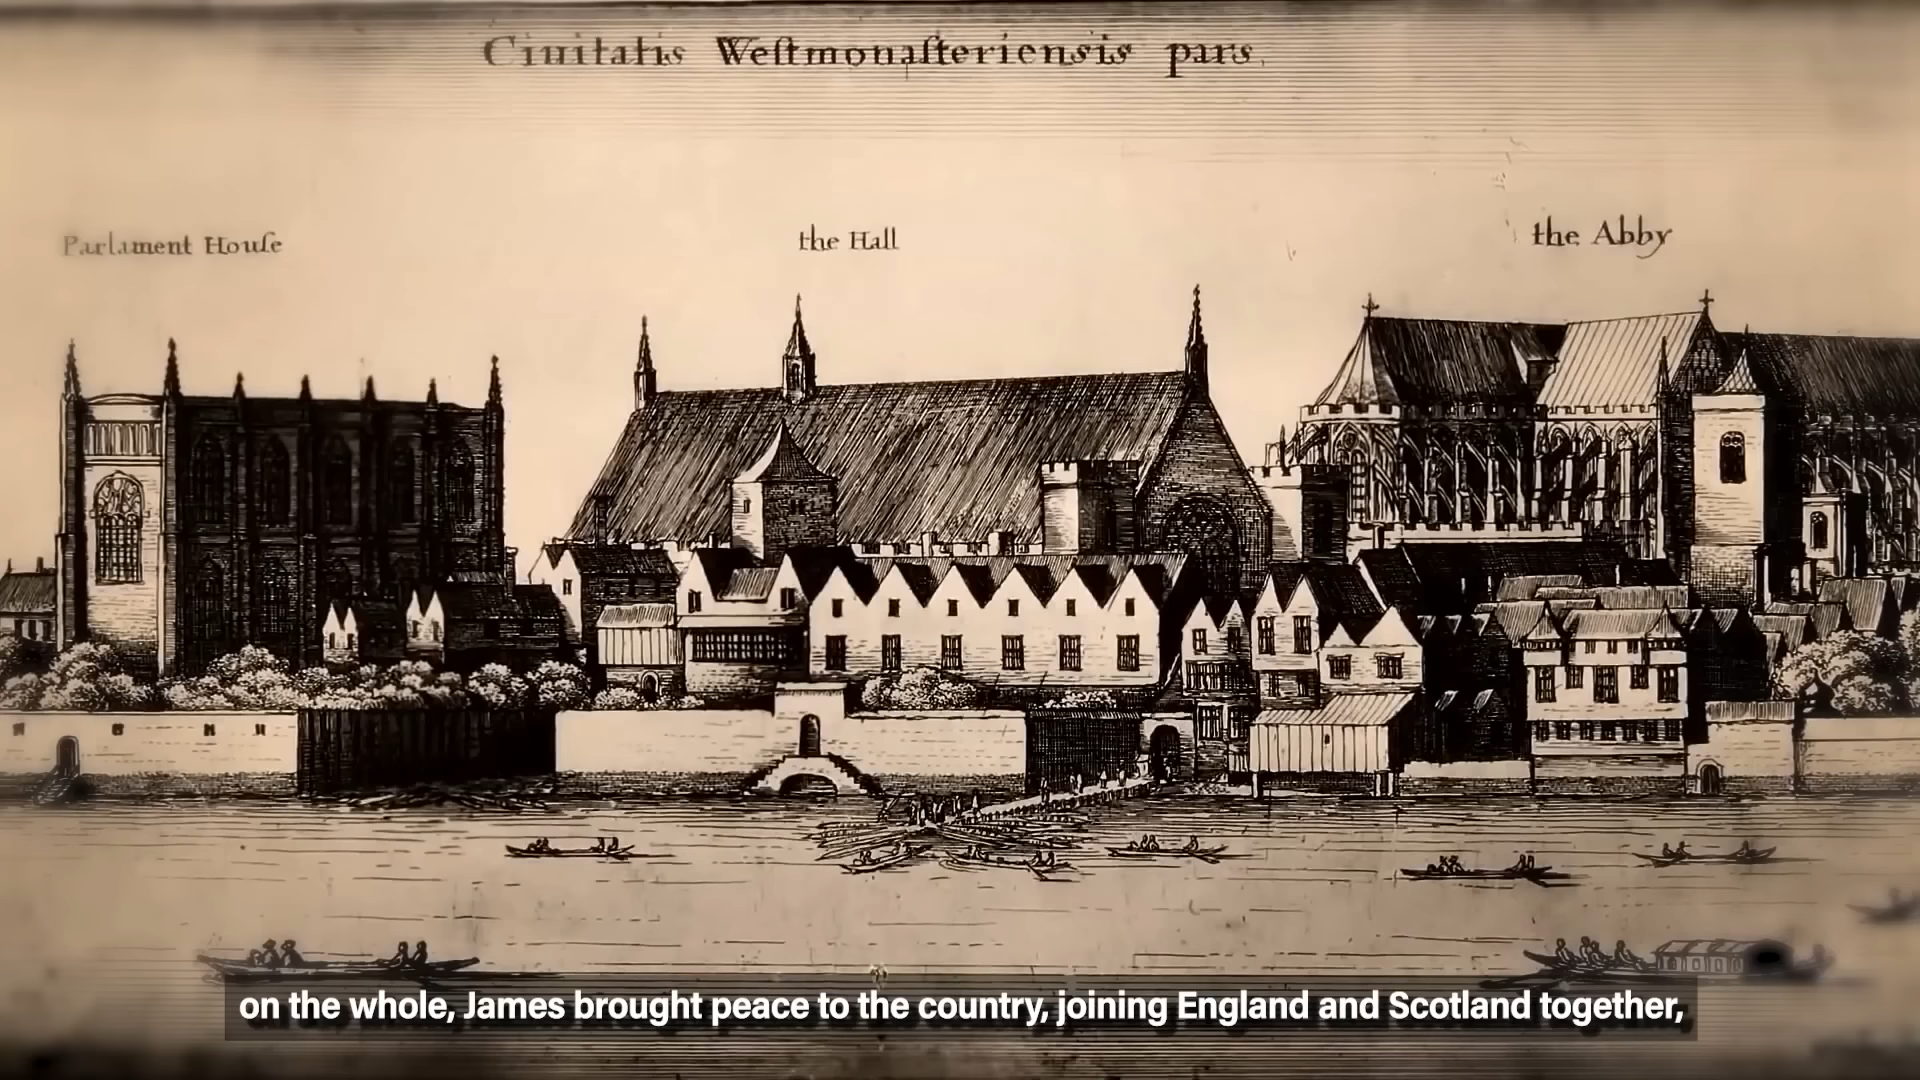 Ciuitatis Weſtmonaſteriensis pars.
Parlament Houſe
the Hall
the Abby
on the whole, James brought peace to the country, joining England and Scotland together,